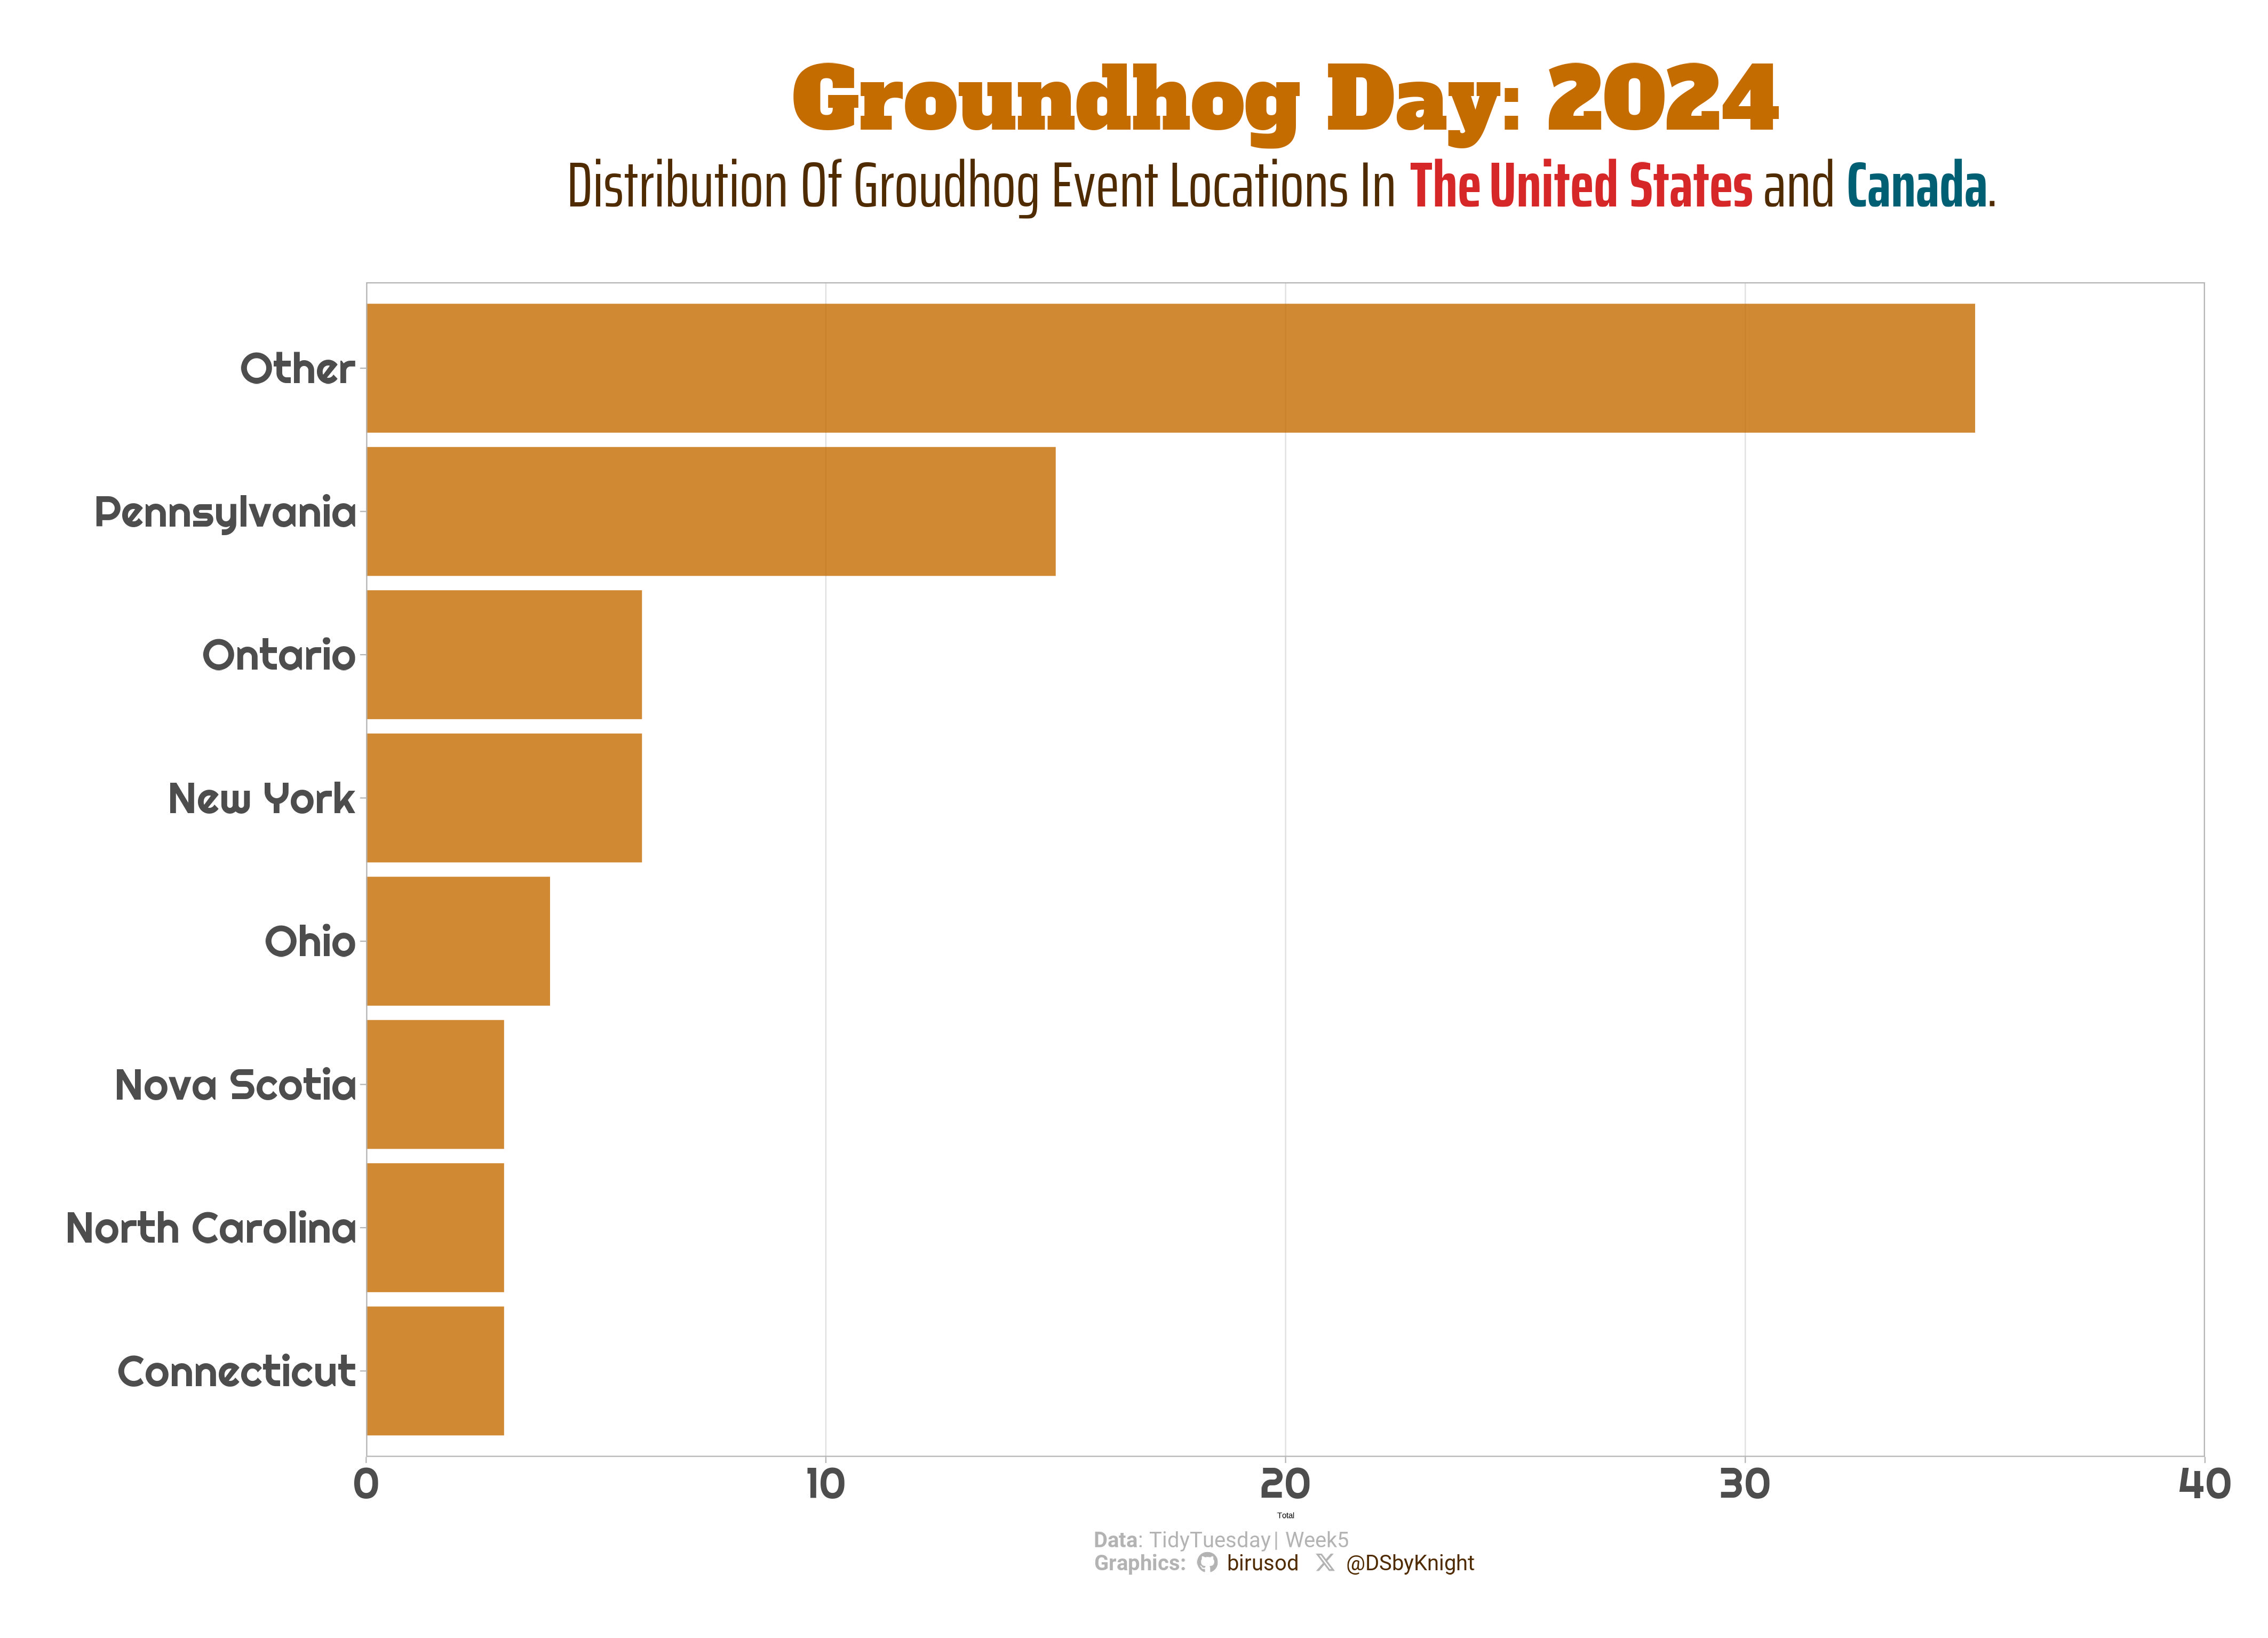 Groundhog Day: 2024
Distribution Of Groudhog Event Locations In The United States and Canada.
Other
Pennsylvania
Ontario
New York
Ohio
Nova Scotia
North Carolina
Connecticut
0 10 20 30 40
Total
Data: TidyTuesday| Week5
Graphics: birusod @DSbyKnight